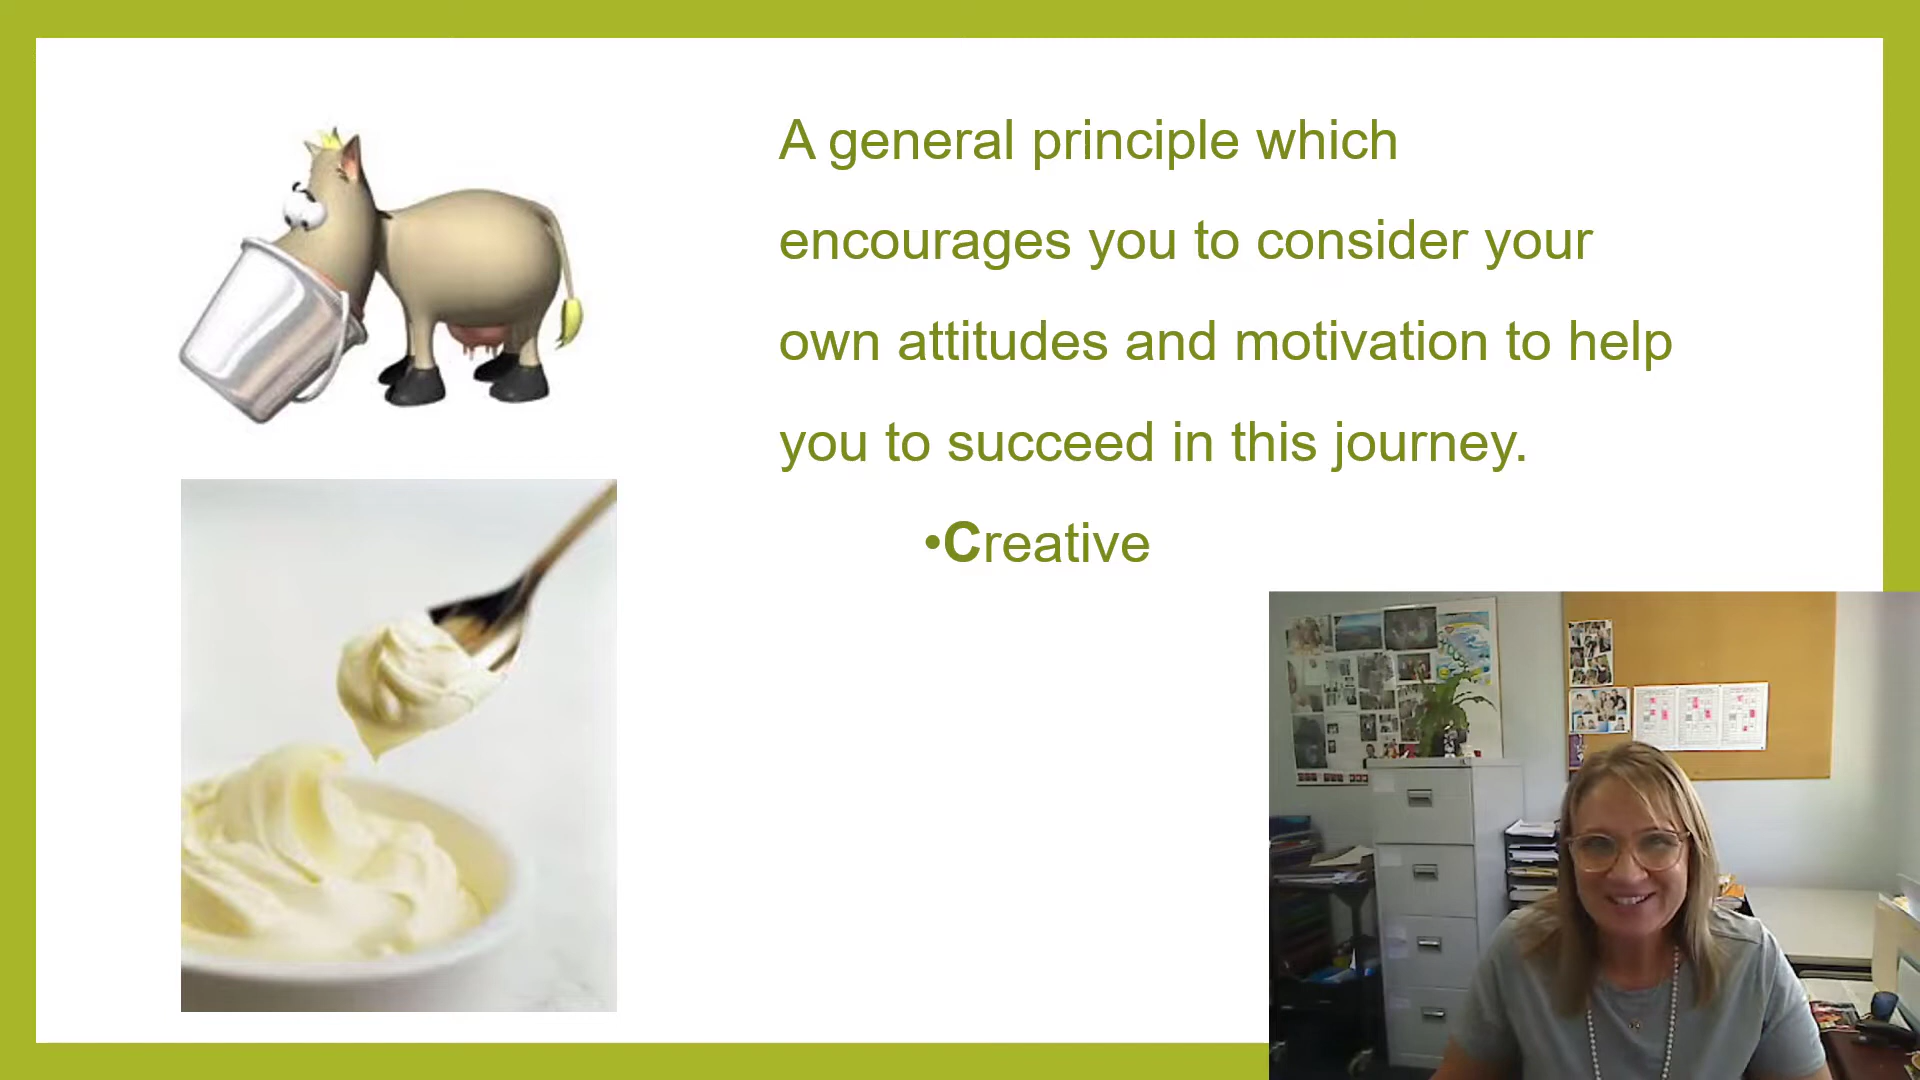 A general principle which
encourages you to consider your
own attitudes and motivation to help
you to succeed in this journey.
•Creative